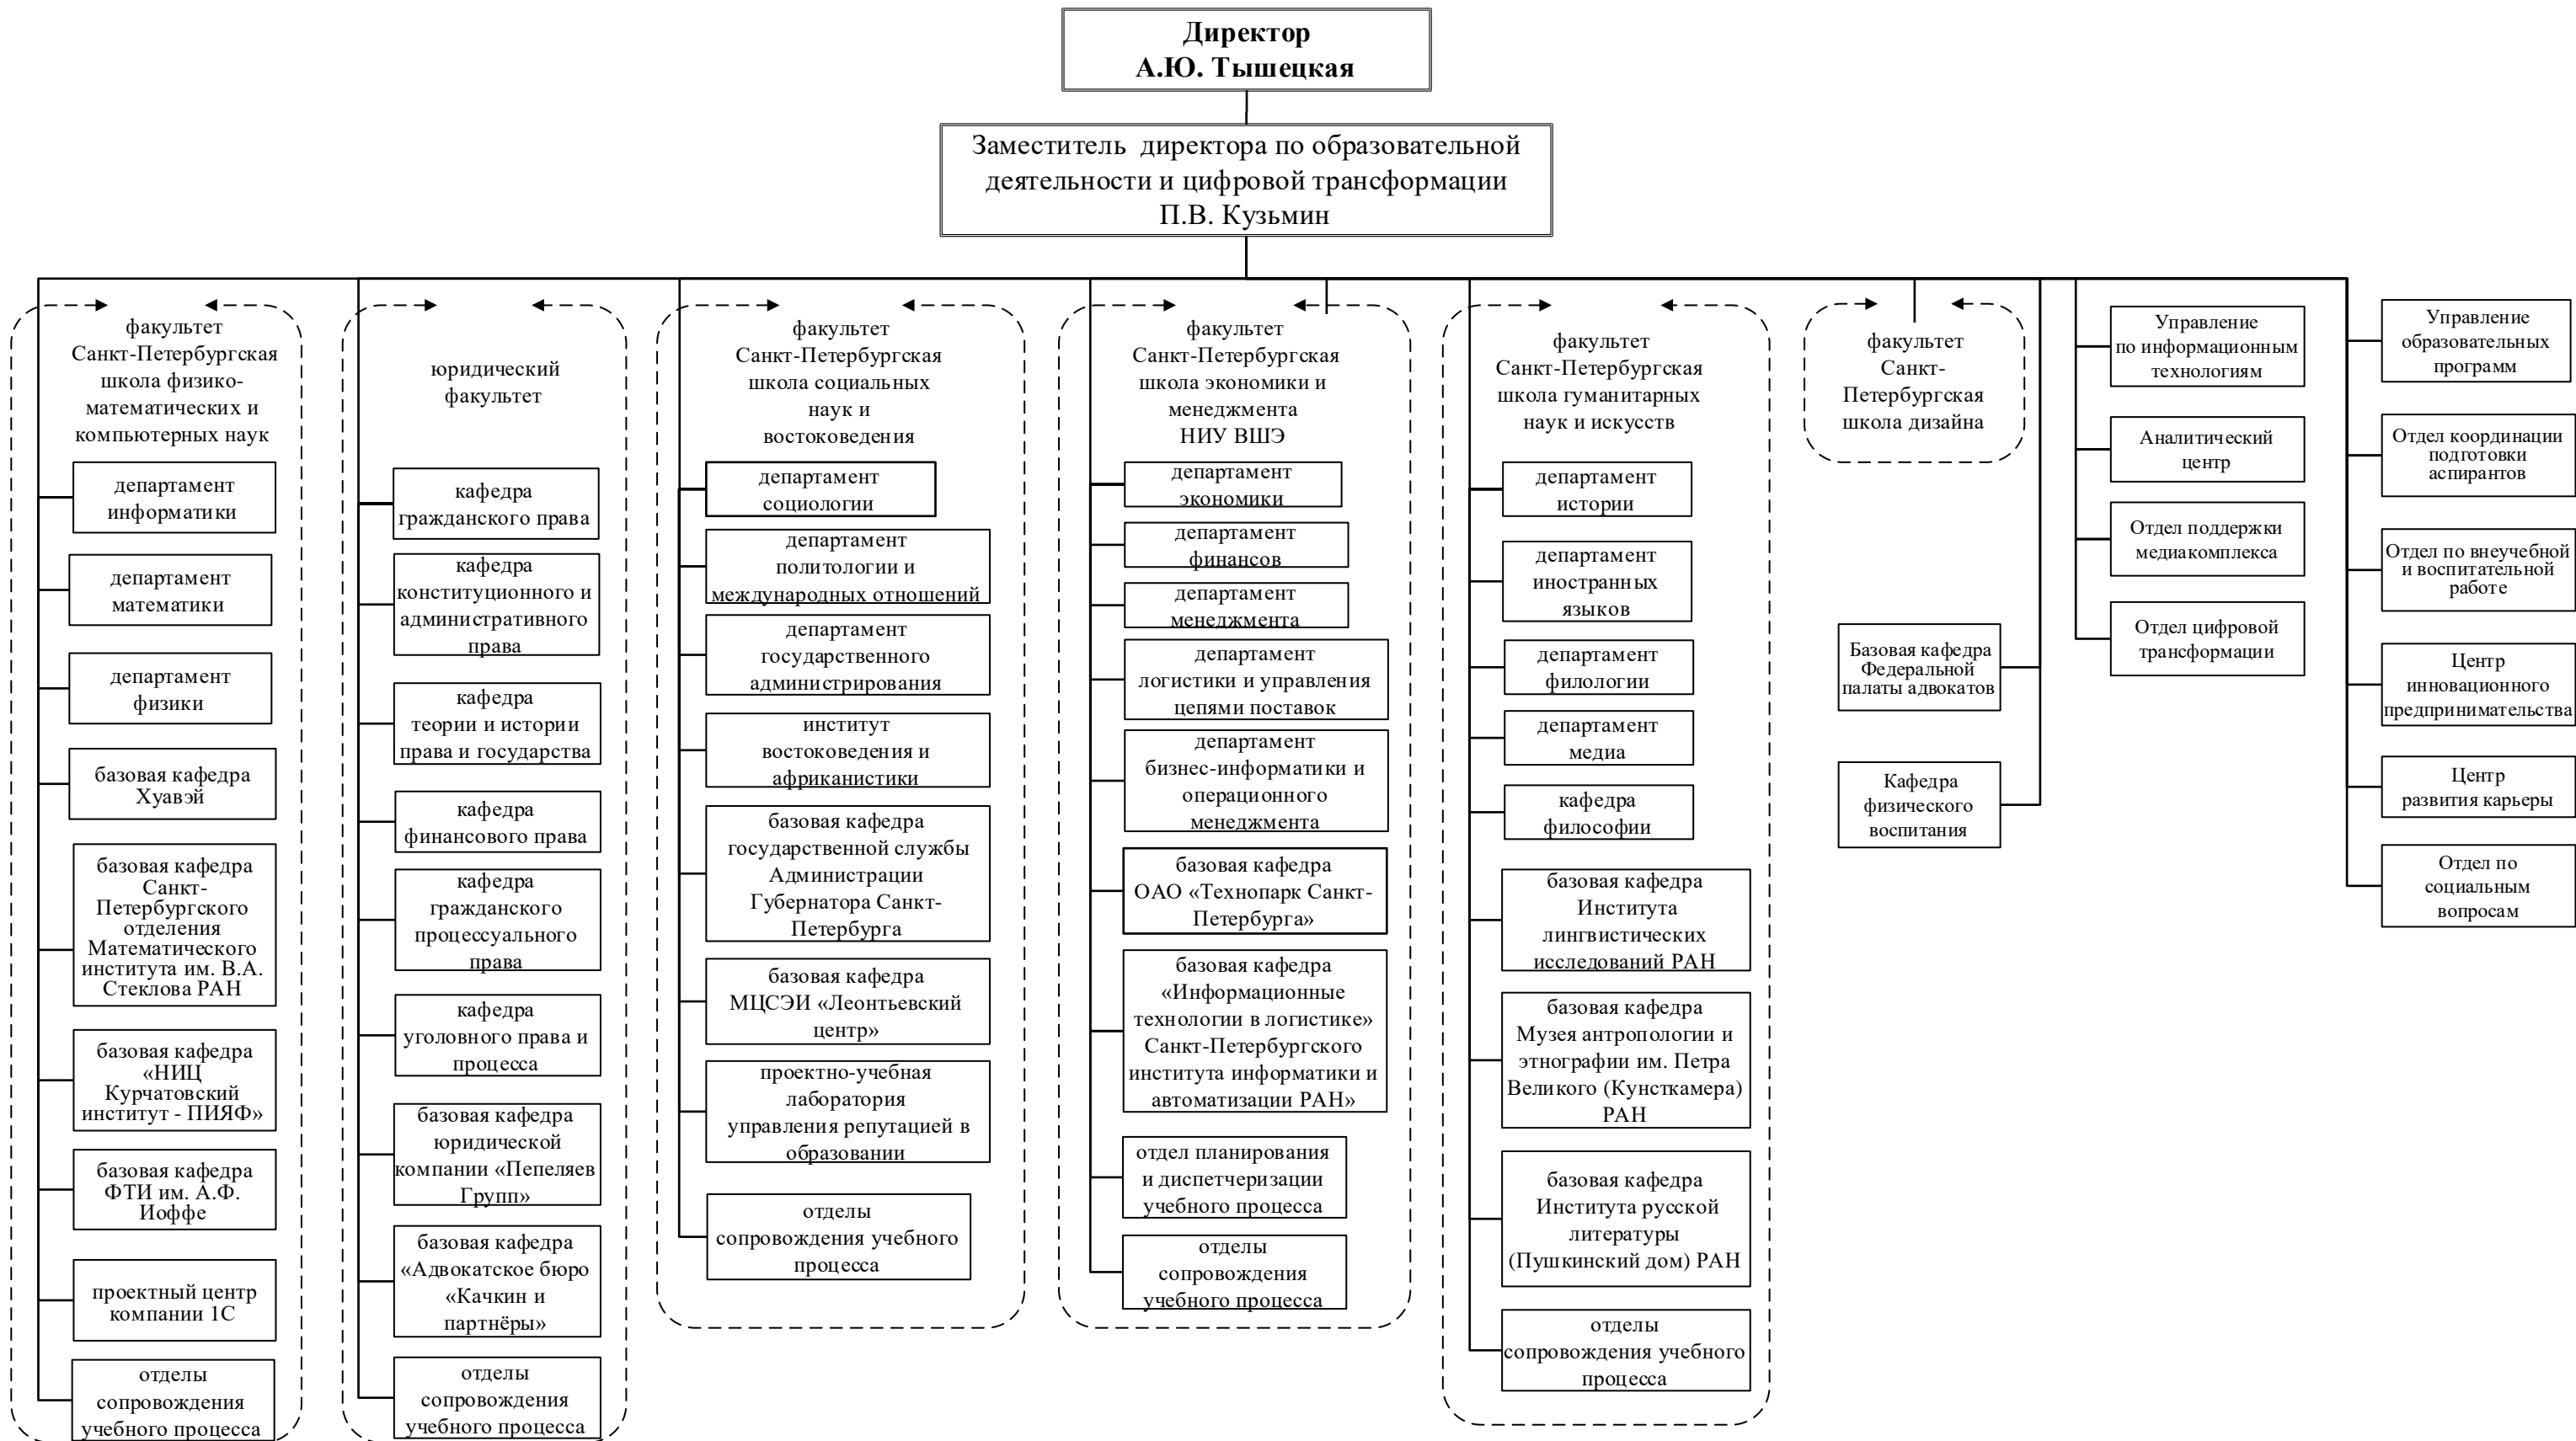 Директор
А.Ю. Тышецкая
Заместитель директора по образовательной
деятельности и цифровой трансформации
П.В. Кузьмин
факультет
Санкт-Петербургская
школа физико-
математических и
компьютерных наук
департамент
информатики
департамент
математики
департамент
физики
базовая кафедра
Хуавэй
базовая кафедра
Санкт-
Петербургского
отделения
Математического
института им. В.А.
Стеклова РАН
базовая кафедра
«НИЦ
Курчатовский
институт - ПИЯФ»
базовая кафедра
ФТИ им. А.Ф.
Иоффе
проектный центр
компании 1С
отделы
сопровождения
учебного процесса
юридический
факультет
кафедра
гражданского права
кафедра
конституционного и
административного
права
кафедра
теории и истории
права и государства
кафедра
финансового права
кафедра
гражданского
процессуального
права
кафедра
уголовного права и
процесса
базовая кафедра
юридической
компании «Пепеляев
Групп»
базовая кафедра
«Адвокатское бюро
«Качкин и
партнёры»
отделы
сопровождения
учебного процесса
факультет
Санкт-Петербургская
школа социальных
наук и
востоковедения
департамент
социологии
департамент
политологии и
международных отношений
департамент
государственного
администрирования
институт
востоковедения и
африканистики
базовая кафедра
государственной службы
Администрации
Губернатора Санкт-
Петербурга
базовая кафедра
МЦСЭИ «Леонтьевский
центр»
проектно-учебная
лаборатория
управления репутацией в
образовании
отделы
сопровождения учебного
процесса
факультет
Санкт-Петербургская
школа экономики и
менеджмента
НИУ ВШЭ
департамент
экономики
департамент
финансов
департамент
менеджмента
департамент
логистики и управления
цепями поставок
департамент
бизнес-информатики и
операционного
менеджмента
базовая кафедра
ОАО «Технопарк Санкт-
Петербурга»
базовая кафедра
«Информационные
технологии в логистике»
Санкт-Петербургского
института информатики и
автоматизации РАН»
отдел планирования
и диспетчеризации
учебного процесса
отделы
сопровождения
учебного процесса
факультет
Санкт-Петербургская
школа гуманитарных
наук и искусств
департамент
истории
департамент
иностранных
языков
департамент
филологии
департамент
медиа
кафедра
философии
базовая кафедра
Института
лингвистических
исследований РАН
базовая кафедра
Музея антропологии и
этнографии им. Петра
Великого (Кунсткамера)
РАН
базовая кафедра
Института русской
литературы
(Пушкинский дом) РАН
отделы
сопровождения учебного
процесса
факультет
Санкт-
Петербургская
школа дизайна
Базовая кафедра
Федеральной
палаты адвокатов
Кафедра
физического
воспитания
Управление
по информационным
технологиям
Аналитический
центр
Отдел поддержки
медиакомплекса
Отдел цифровой
трансформации
Управление
образовательных
программ
Отдел координации
подготовки
аспирантов
Отдел по внеучебной
и воспитательной
работе
Центр
инновационного
предпринимательства
Центр
развития карьеры
Отдел по
социальным
вопросам